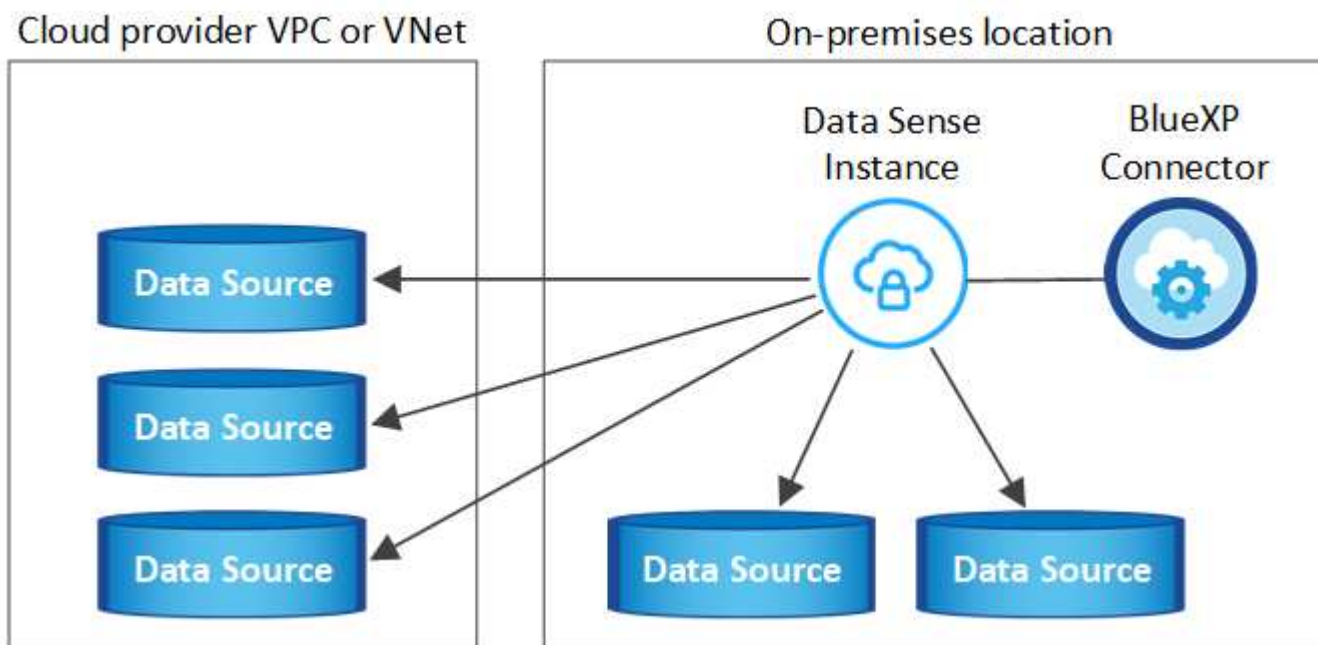 Cloud provider VPC or VNet
On-premises location
Data Sense
Instance
BlueXP
Connector
Data Source
Data Source
Data Source
Data Source
Data Source